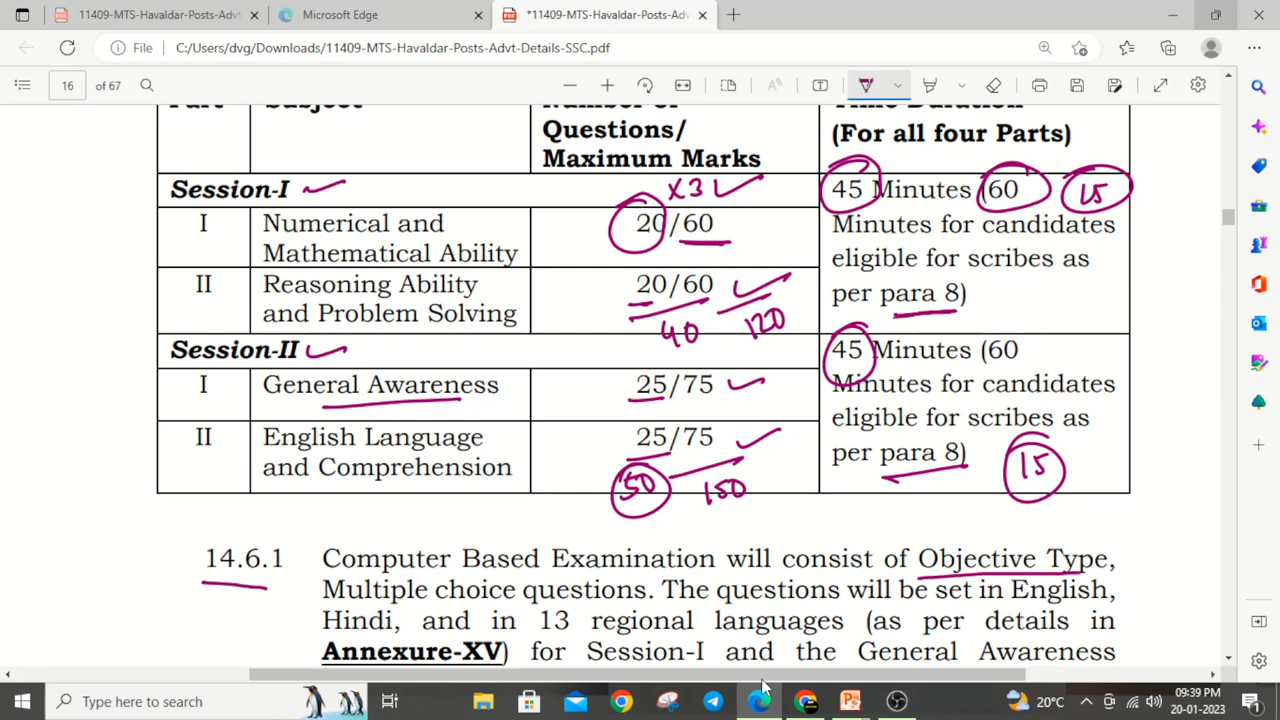 11409-MTS-Havaldar-Posts-Adv
Microsoft Edge
*11409-MTS-Havaldar-Posts-Adv
File
C:/Users/dvg/Downloads/11409-MTS-Havaldar-Posts-Advt-Details-SSC.pdf
16 of 67
Part Subject Number of Time Duration
Questions/ (For all four Parts)
Maximum Marks
Session-I
x3
45 Minutes (60
15
I Numerical and 20/60 Minutes for candidates
Mathematical Ability eligible for scribes as
II Reasoning Ability 20/60 per para 8)
and Problem Solving
40 120
Session-II 45 Minutes (60
I General Awareness 25/75 Minutes for candidates
eligible for scribes as
II English Language 25/75 per para 8)
and Comprehension
50 150
15
14.6.1 Computer Based Examination will consist of Objective Type,
Multiple choice questions. The questions will be set in English,
Hindi, and in 13 regional languages (as per details in
Annexure-XV) for Session-I and the General Awareness
Type here to search
20°C
09:39 PM
20-01-2023